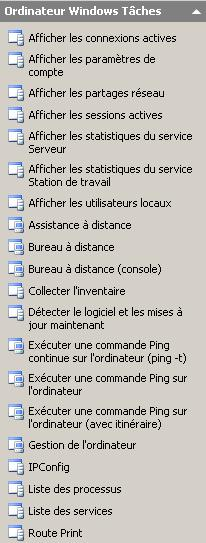 Ordinateur Windows Tâches
Afficher les connexions actives
Afficher les paramètres de
compte
Afficher les partages réseau
Afficher les sessions actives
Afficher les statistiques du service
Serveur
Afficher les statistiques du service
Station de travail
Afficher les utilisateurs locaux
Assistance à distance
Bureau à distance
Bureau à distance (console)
Collecter l'inventaire
Détecter le logiciel et les mises à
jour maintenant
Exécuter une commande Ping
continue sur l'ordinateur (ping -t)
Exécuter une commande Ping sur
l'ordinateur
Exécuter une commande Ping sur
l'ordinateur (avec itinéraire)
Gestion de l'ordinateur
IPConfig
Liste des processus
Liste des services
Route Print